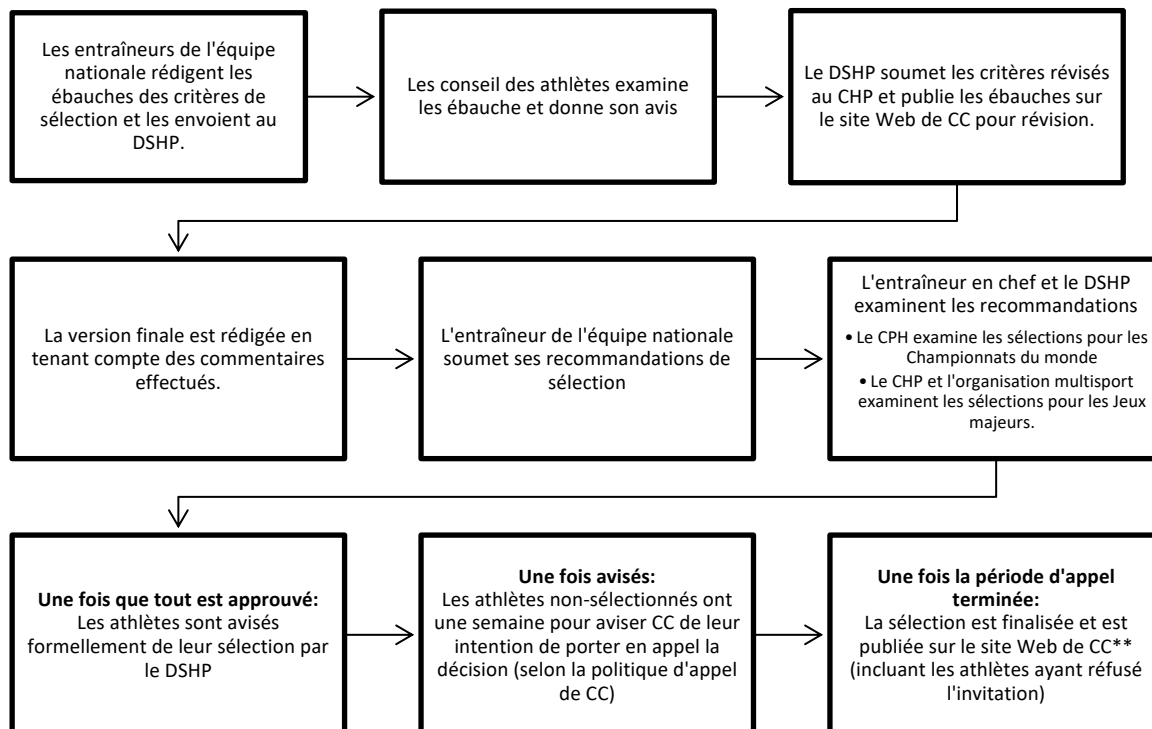 Les entraîneurs de l'équipe
nationale rédigent les
ébauches des critères de
sélection et les envoient au
DSHP.
Les conseil des athlètes examine
les ébauche et donne son avis
Le DSHP soumet les critères révisés
au CHP et publie les ébauches sur
le site Web de CC pour révision.
La version finale est rédigée en
tenant compte des commentaires
effectués.
L'entraîneur de l'équipe nationale
soumet ses recommandations de
sélection
L'entraîneur en chef et le DSHP
examinent les recommandations
• Le CPH examine les sélections pour les
Championnats du monde
• Le CHP et l'organisation multisport
examinent les sélections pour les Jeux
majeurs.
Une fois que tout est approuvé:
Les athlètes sont avisés
formellement de leur sélection par
le DSHP
Une fois avisés:
Les athlètes non-sélectionnés ont
une semaine pour aviser CC de leur
intention de porter en appel la
décision (selon la politique d'appel
de CC)
Une fois la période d'appel
terminée:
La sélection est finalisée et est
publiée sur le site Web de CC**
(incluant les athlètes ayant réfusé
l'invitation)